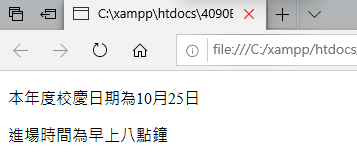 C:\xampp\htdocs\4090E
file:///C:/xampp/htdocs/
本年度校慶日期為10月25日
進場時間為早上八點鐘